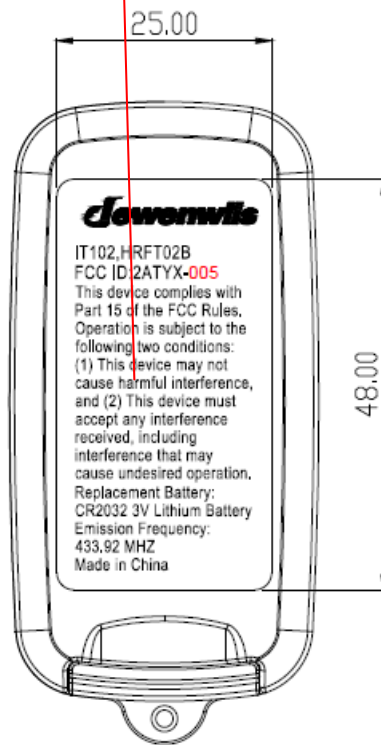 25.00
Dewenwils
IT102,HRFT02B
FCC ID:2ATYX-005
This device complies with
Part 15 of the FCC Rules.
Operation is subject to the
following two conditions:
(1) This device may not
cause harmful interference,
and (2) This device must
accept any interference
received, including
interference that may
cause undesired operation.
Replacement Battery:
CR2032 3V Lithium Battery
Emission Frequency:
433.92 MHZ
Made in China
48.00